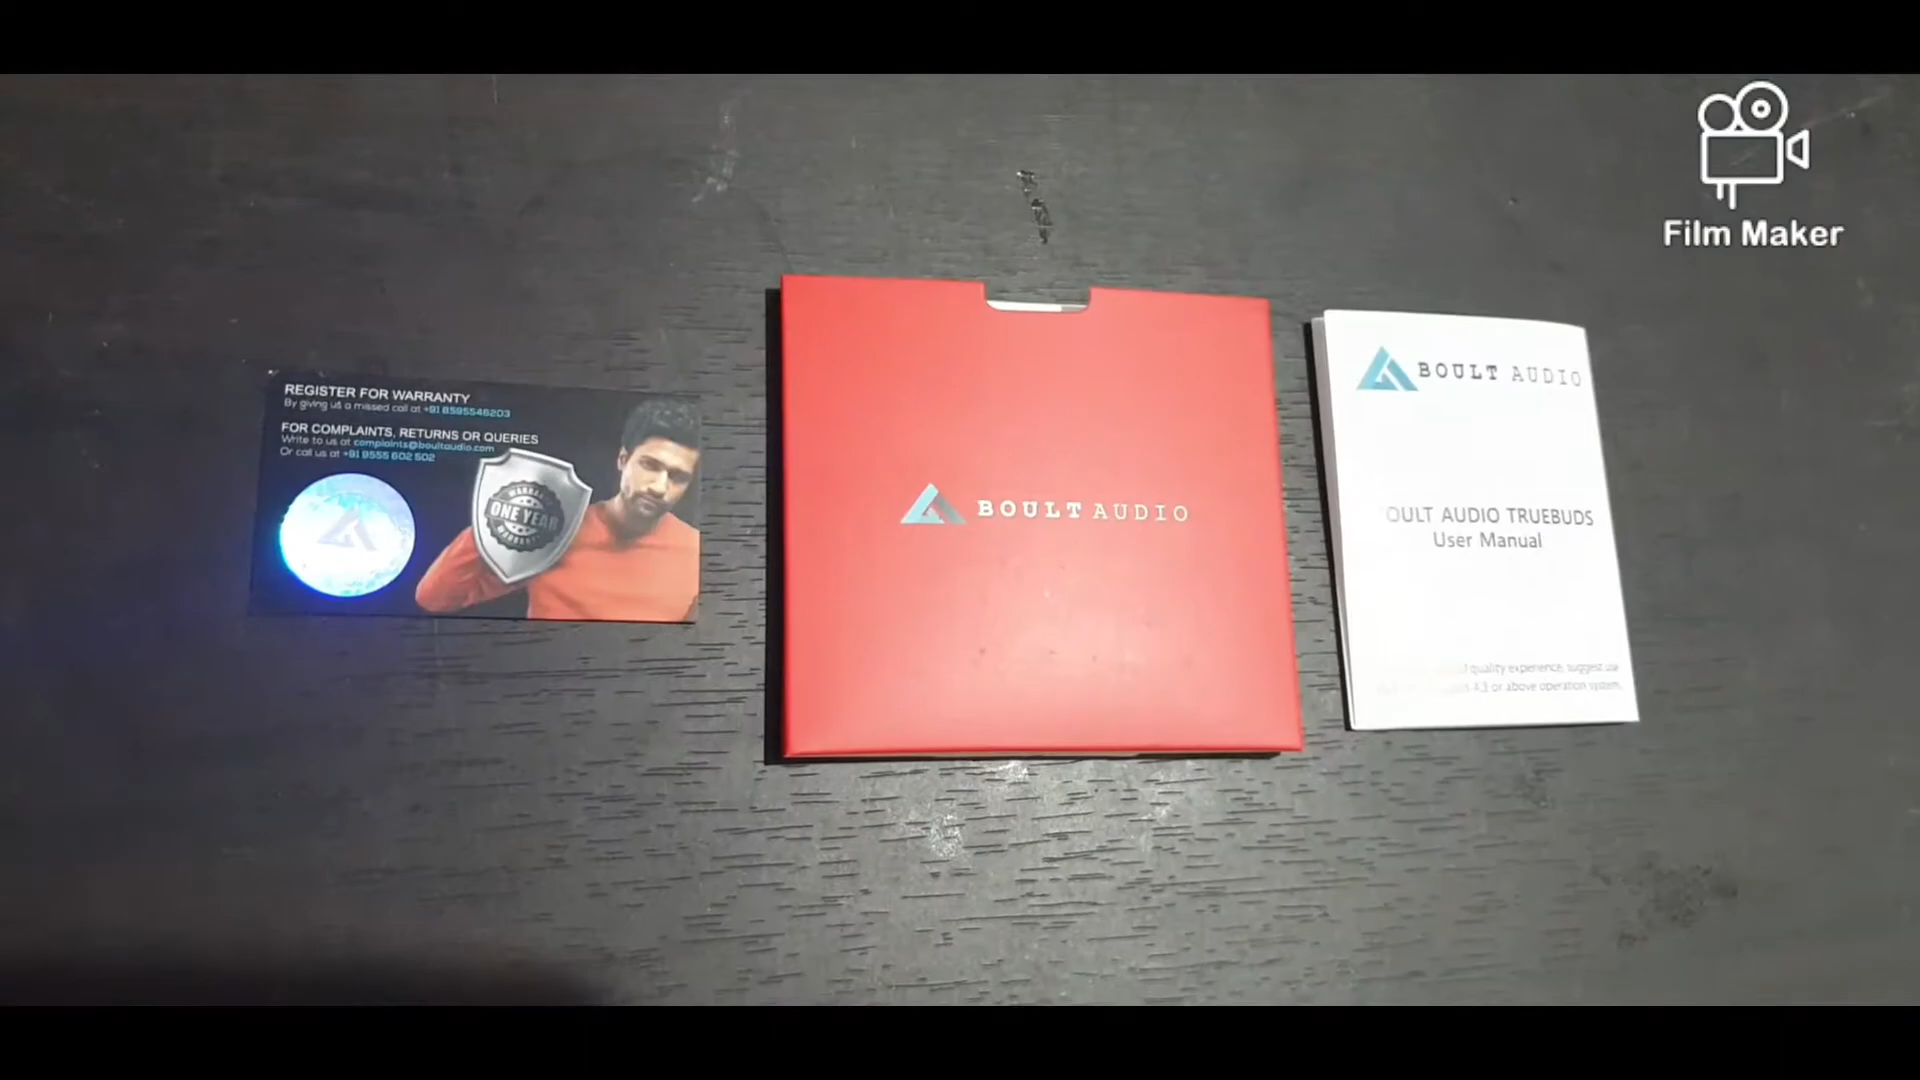 Film Maker
REGISTER FOR WARRANTY
By giving us a missed call at +91 8595546203
FOR COMPLAINTS, RETURNS OR QUERIES
Write to us at complaints@boultaudio.com
Or call us at +91 9555 602 502
WARRANTY
ONE YEAR
WARRANTY
BOULT AUDIO
BOULT AUDIO
OULT AUDIO TRUEBUDS
User Manual
quality experience, suggest use
4.3 or above operation system